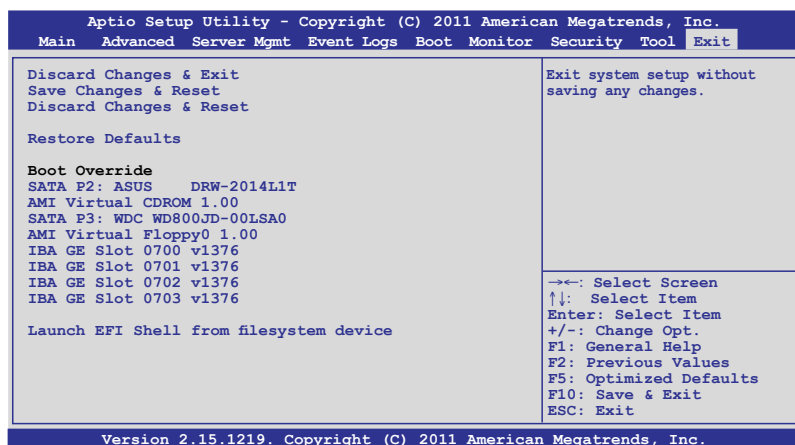 Aptio Setup Utility - Copyright (C) 2011 American Megatrends, Inc.
Main Advanced Server Mgmt Event Logs Boot Monitor Security Tool Exit
Discard Changes & Exit
Save Changes & Reset
Discard Changes & Reset
Restore Defaults
Boot Override
SATA P2: ASUS DRW-2014L1T
AMI Virtual CDROM 1.00
SATA P3: WDC WD800JD-00LSA0
AMI Virtual Floppy0 1.00
IBA GE Slot 0700 v1376
IBA GE Slot 0701 v1376
IBA GE Slot 0702 v1376
IBA GE Slot 0703 v1376
Launch EFI Shell from filesystem device
Exit system setup without
saving any changes.
→←: Select Screen
↑↓: Select Item
Enter: Select Item
+/-: Change Opt.
F1: General Help
F2: Previous Values
F5: Optimized Defaults
F10: Save & Exit
ESC: Exit
Version 2.15.1219. Copyright (C) 2011 American Megatrends, Inc.